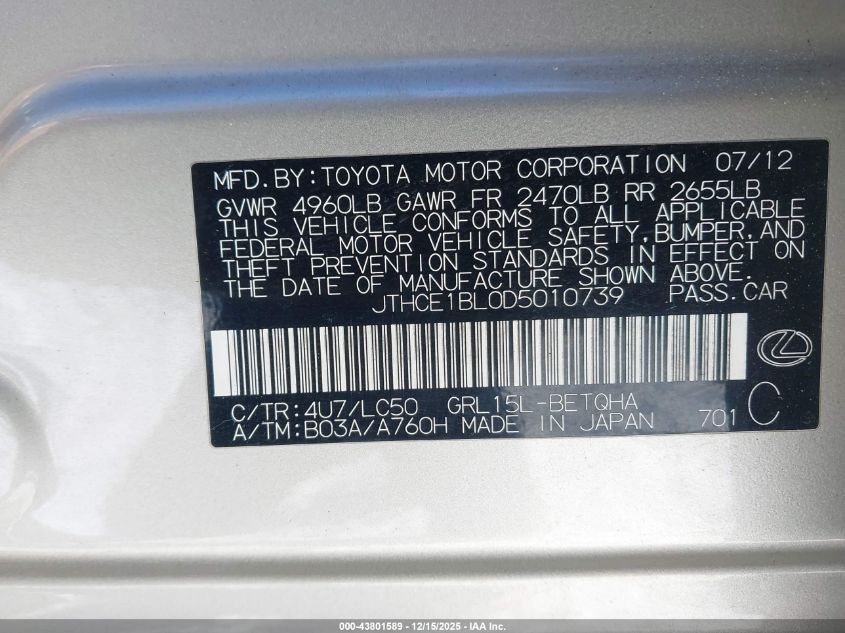 MFD. BY: TOYOTA MOTOR CORPORATION 07/12
GVWR 4960LB GAWR FR 2470LB RR 2655LB
THIS VEHICLE CONFORMS TO ALL APPLICABLE
FEDERAL MOTOR VEHICLE SAFETY, BUMPER, AND
THEFT PREVENTION STANDARDS IN EFFECT ON
THE DATE OF MANUFACTURE SHOWN ABOVE.
JTHCE1BL0D5010739 PASS. CAR
C/TR: 4U7/LC50 GRL15L-BETQHA
A/TM: B03A/A760H MADE IN JAPAN 701 C
000-43801589 - 12/15/2025 - IAA Inc.